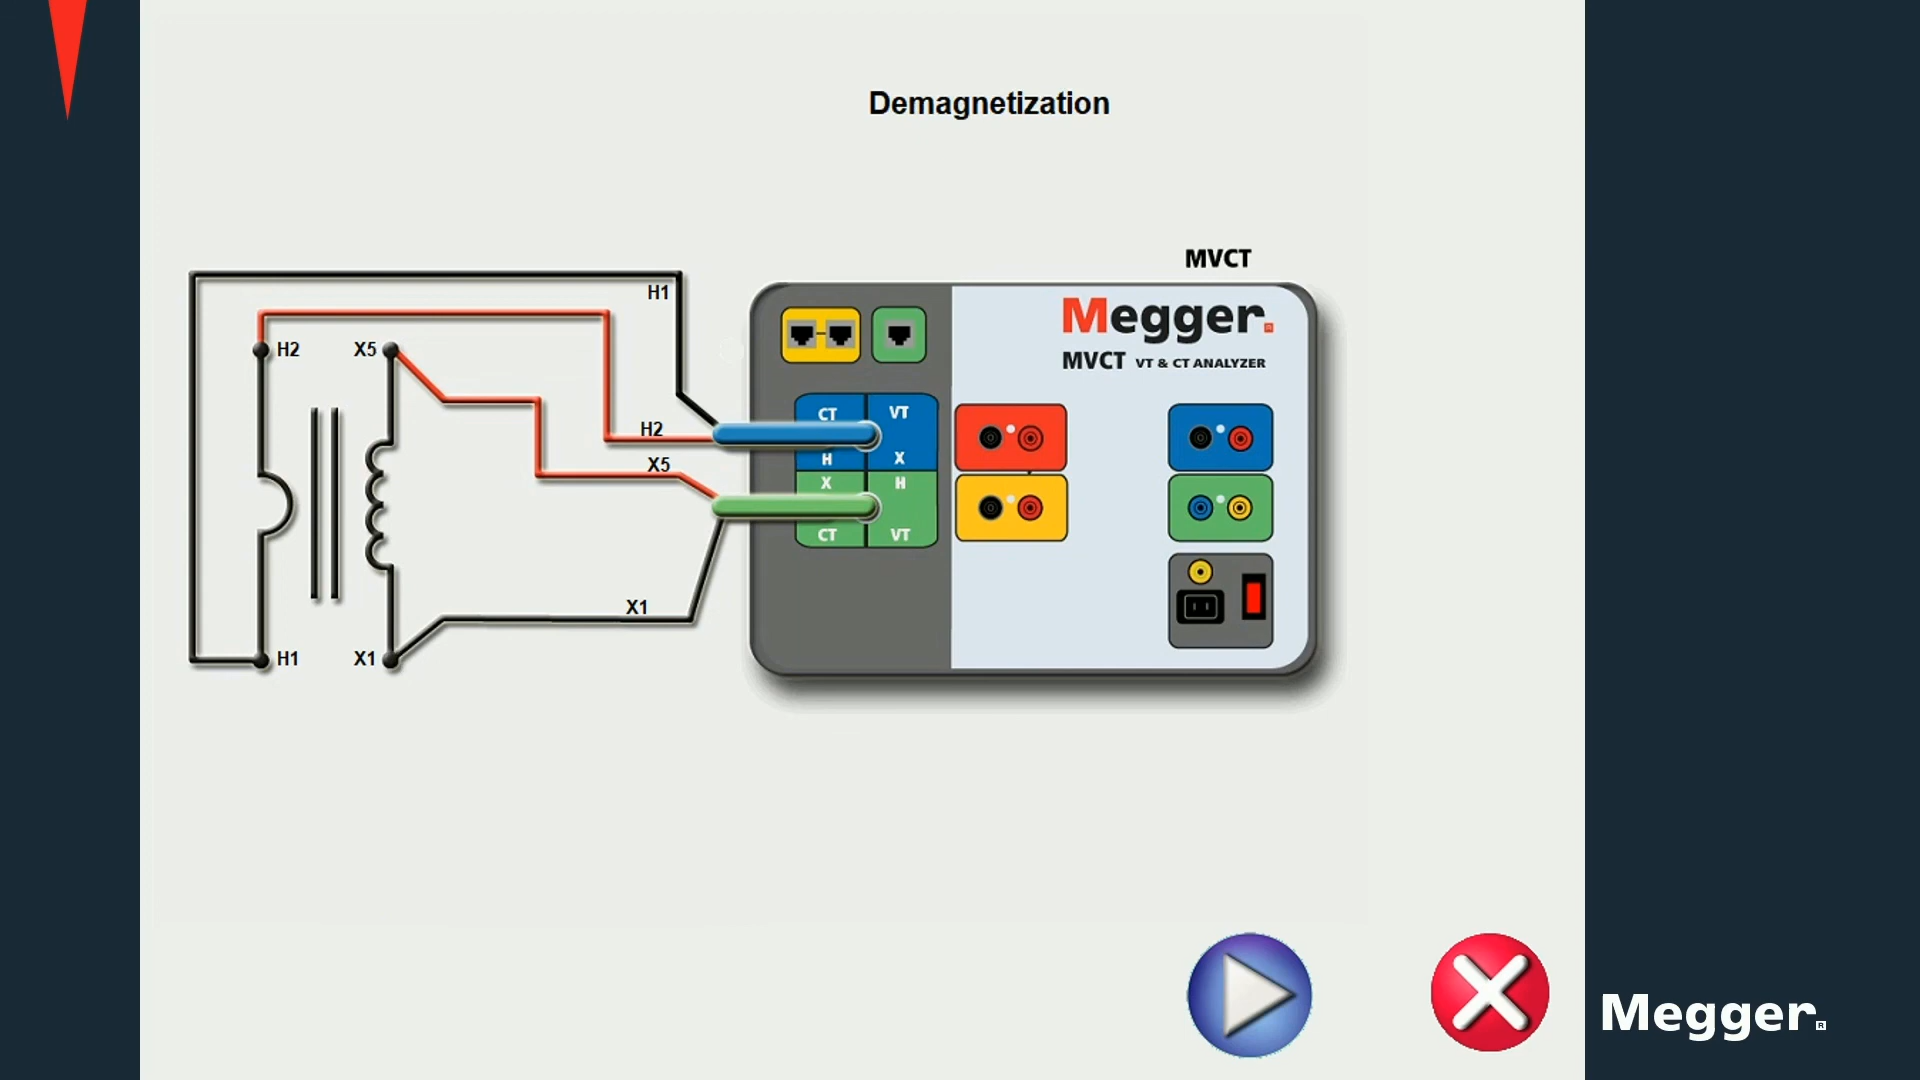 Demagnetization
MVCT
H1
Megger.
MVCT VT & CT ANALYZER
H2 X5
CT VT
H2
H X
X5
X H
CT VT
X1
H1 X1
Megger.